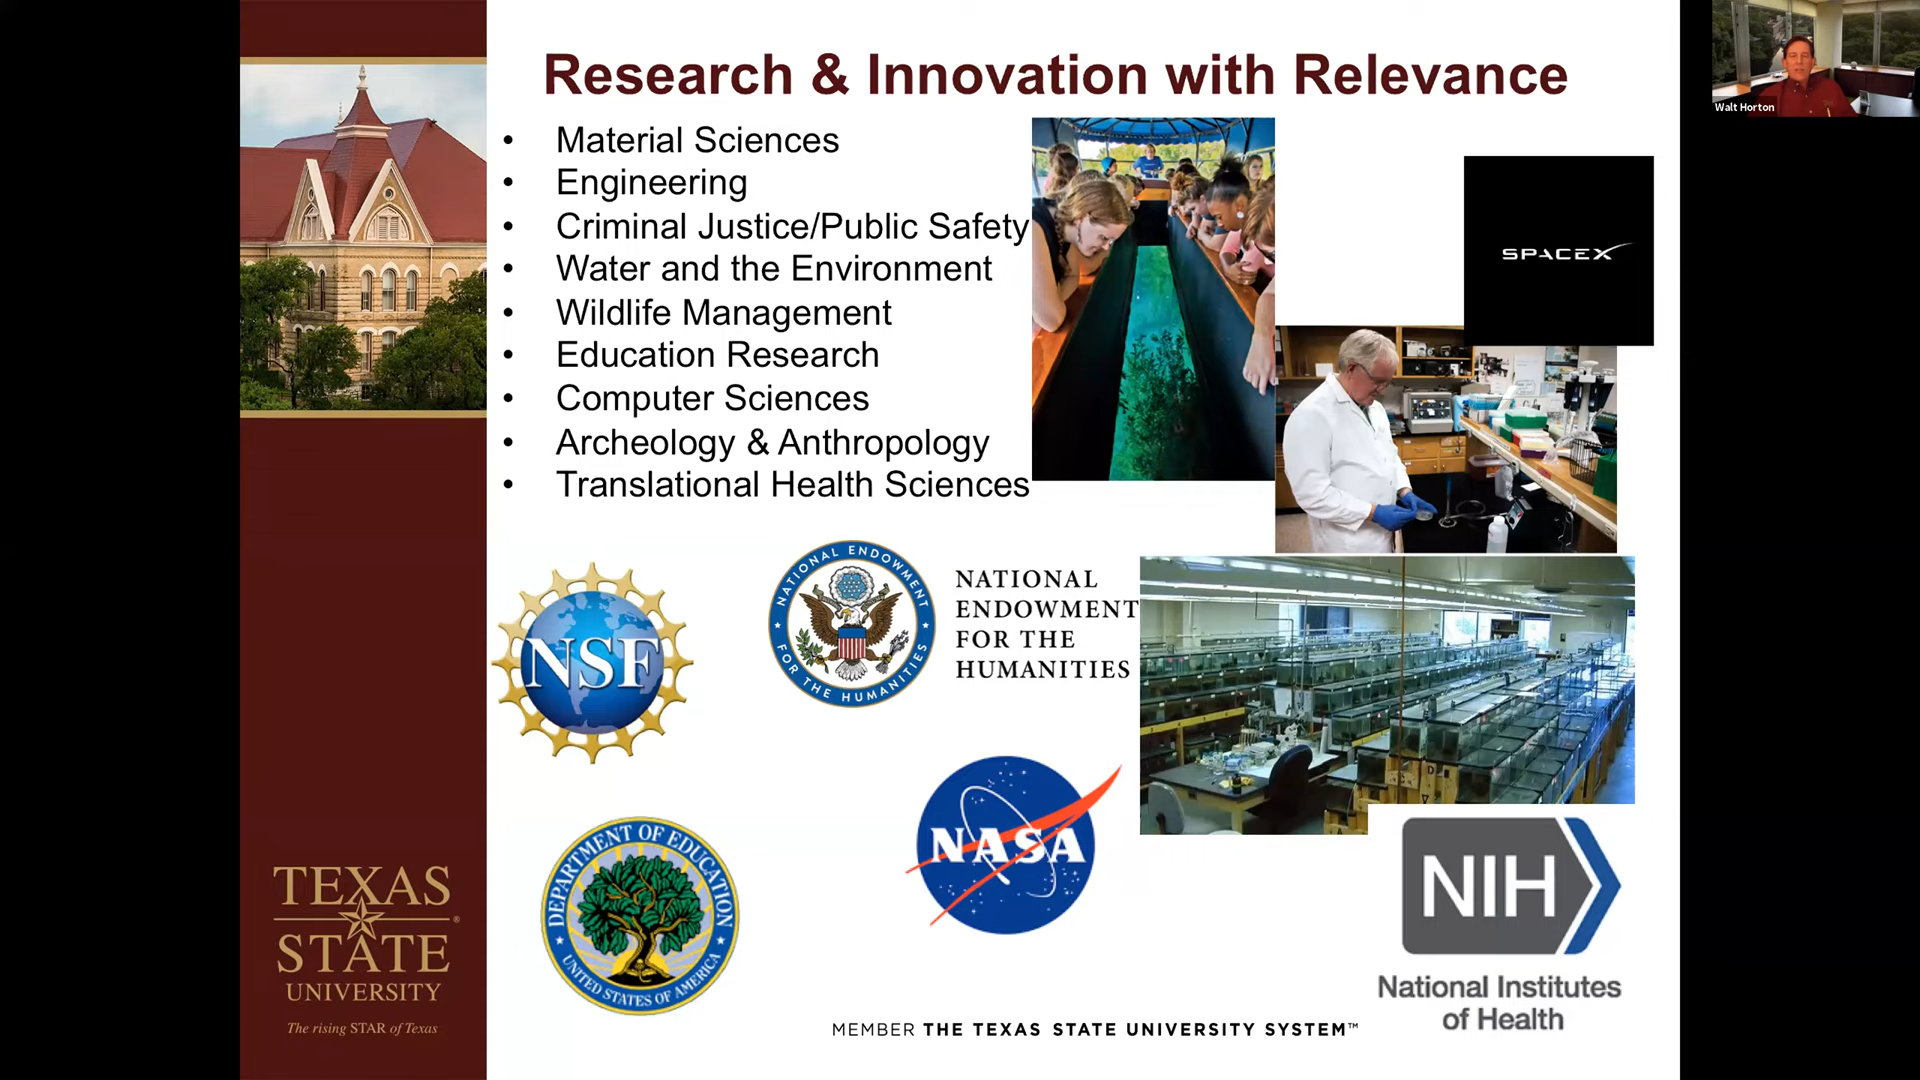 Research & Innovation with Relevance
• Material Sciences
• Engineering
• Criminal Justice/Public Safety
• Water and the Environment
• Wildlife Management
• Education Research
• Computer Sciences
• Archeology & Anthropology
• Translational Health Sciences
SPACEX
Walt Horton
NSF
NATIONAL ENDOWMENT FOR THE HUMANITIES
NATIONAL
ENDOWMENT
FOR THE
HUMANITIES
DEPARTMENT OF EDUCATION
UNITED STATES OF AMERICA
NASA
NIH
National Institutes
of Health
TEXAS
STATE
®
UNIVERSITY
The rising STAR of Texas
MEMBER THE TEXAS STATE UNIVERSITY SYSTEM™